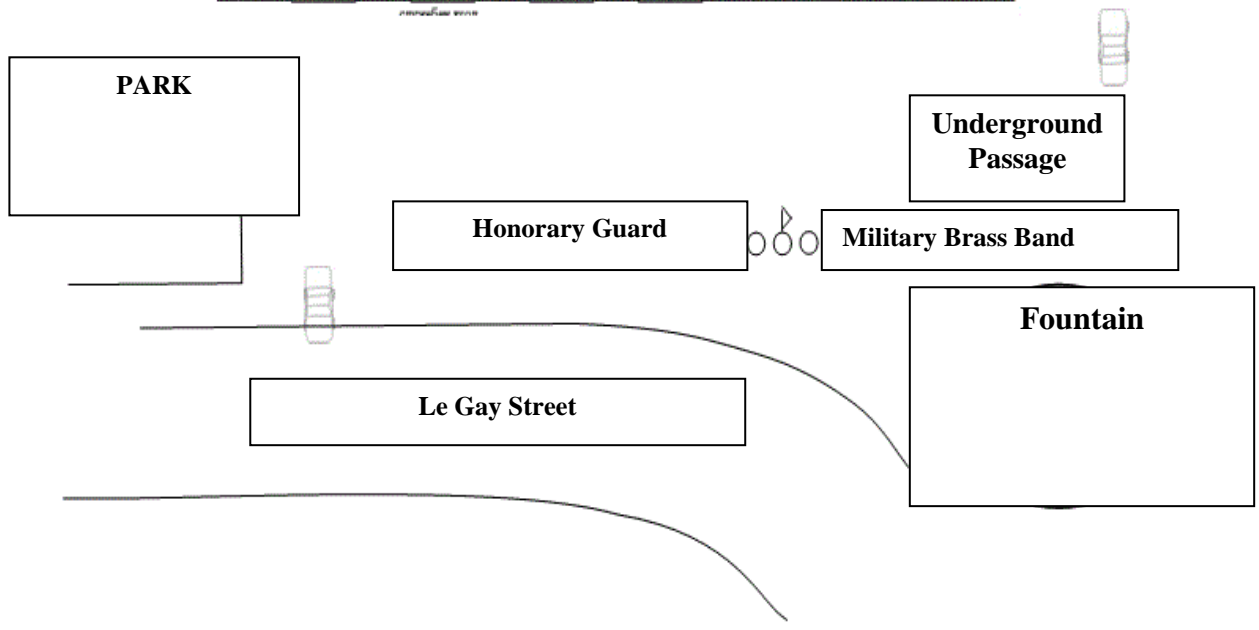 PARK
Underground
Passage
Honorary Guard
Military Brass Band
Fountain
Le Gay Street